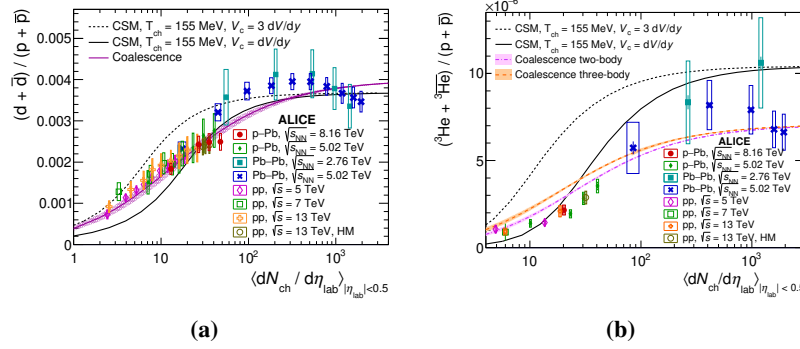 CSM, T_ch = 155 MeV, V_c = 3 dV/dy
CSM, T_ch = 155 MeV, V_c = dV/dy
Coalescence
(d + d̅) / (p + p̅)
0.005
0.004
0.003
0.002
0.001
0
ALICE
p–Pb, √s_NN = 8.16 TeV
p–Pb, √s_NN = 5.02 TeV
Pb–Pb, √s_NN = 2.76 TeV
Pb–Pb, √s_NN = 5.02 TeV
pp, √s = 5 TeV
pp, √s = 7 TeV
pp, √s = 13 TeV
pp, √s = 13 TeV, HM
1 10 10² 10³
⟨dN_ch / dη_lab⟩_|η_lab|<0.5
(a)
×10⁻⁶
CSM, T_ch = 155 MeV, V_c = 3 dV/dy
CSM, T_ch = 155 MeV, V_c = dV/dy
Coalescence two-body
Coalescence three-body
(³He + ³H̅e̅) / (p + p̅)
10
5
0
ALICE
p–Pb, √s_NN = 8.16 TeV
p–Pb, √s_NN = 5.02 TeV
Pb–Pb, √s_NN = 2.76 TeV
Pb–Pb, √s_NN = 5.02 TeV
pp, √s = 5 TeV
pp, √s = 7 TeV
pp, √s = 13 TeV
pp, √s = 13 TeV, HM
10 10² 10³
⟨dN_ch/dη_lab⟩_|η_lab| < 0.5
(b)